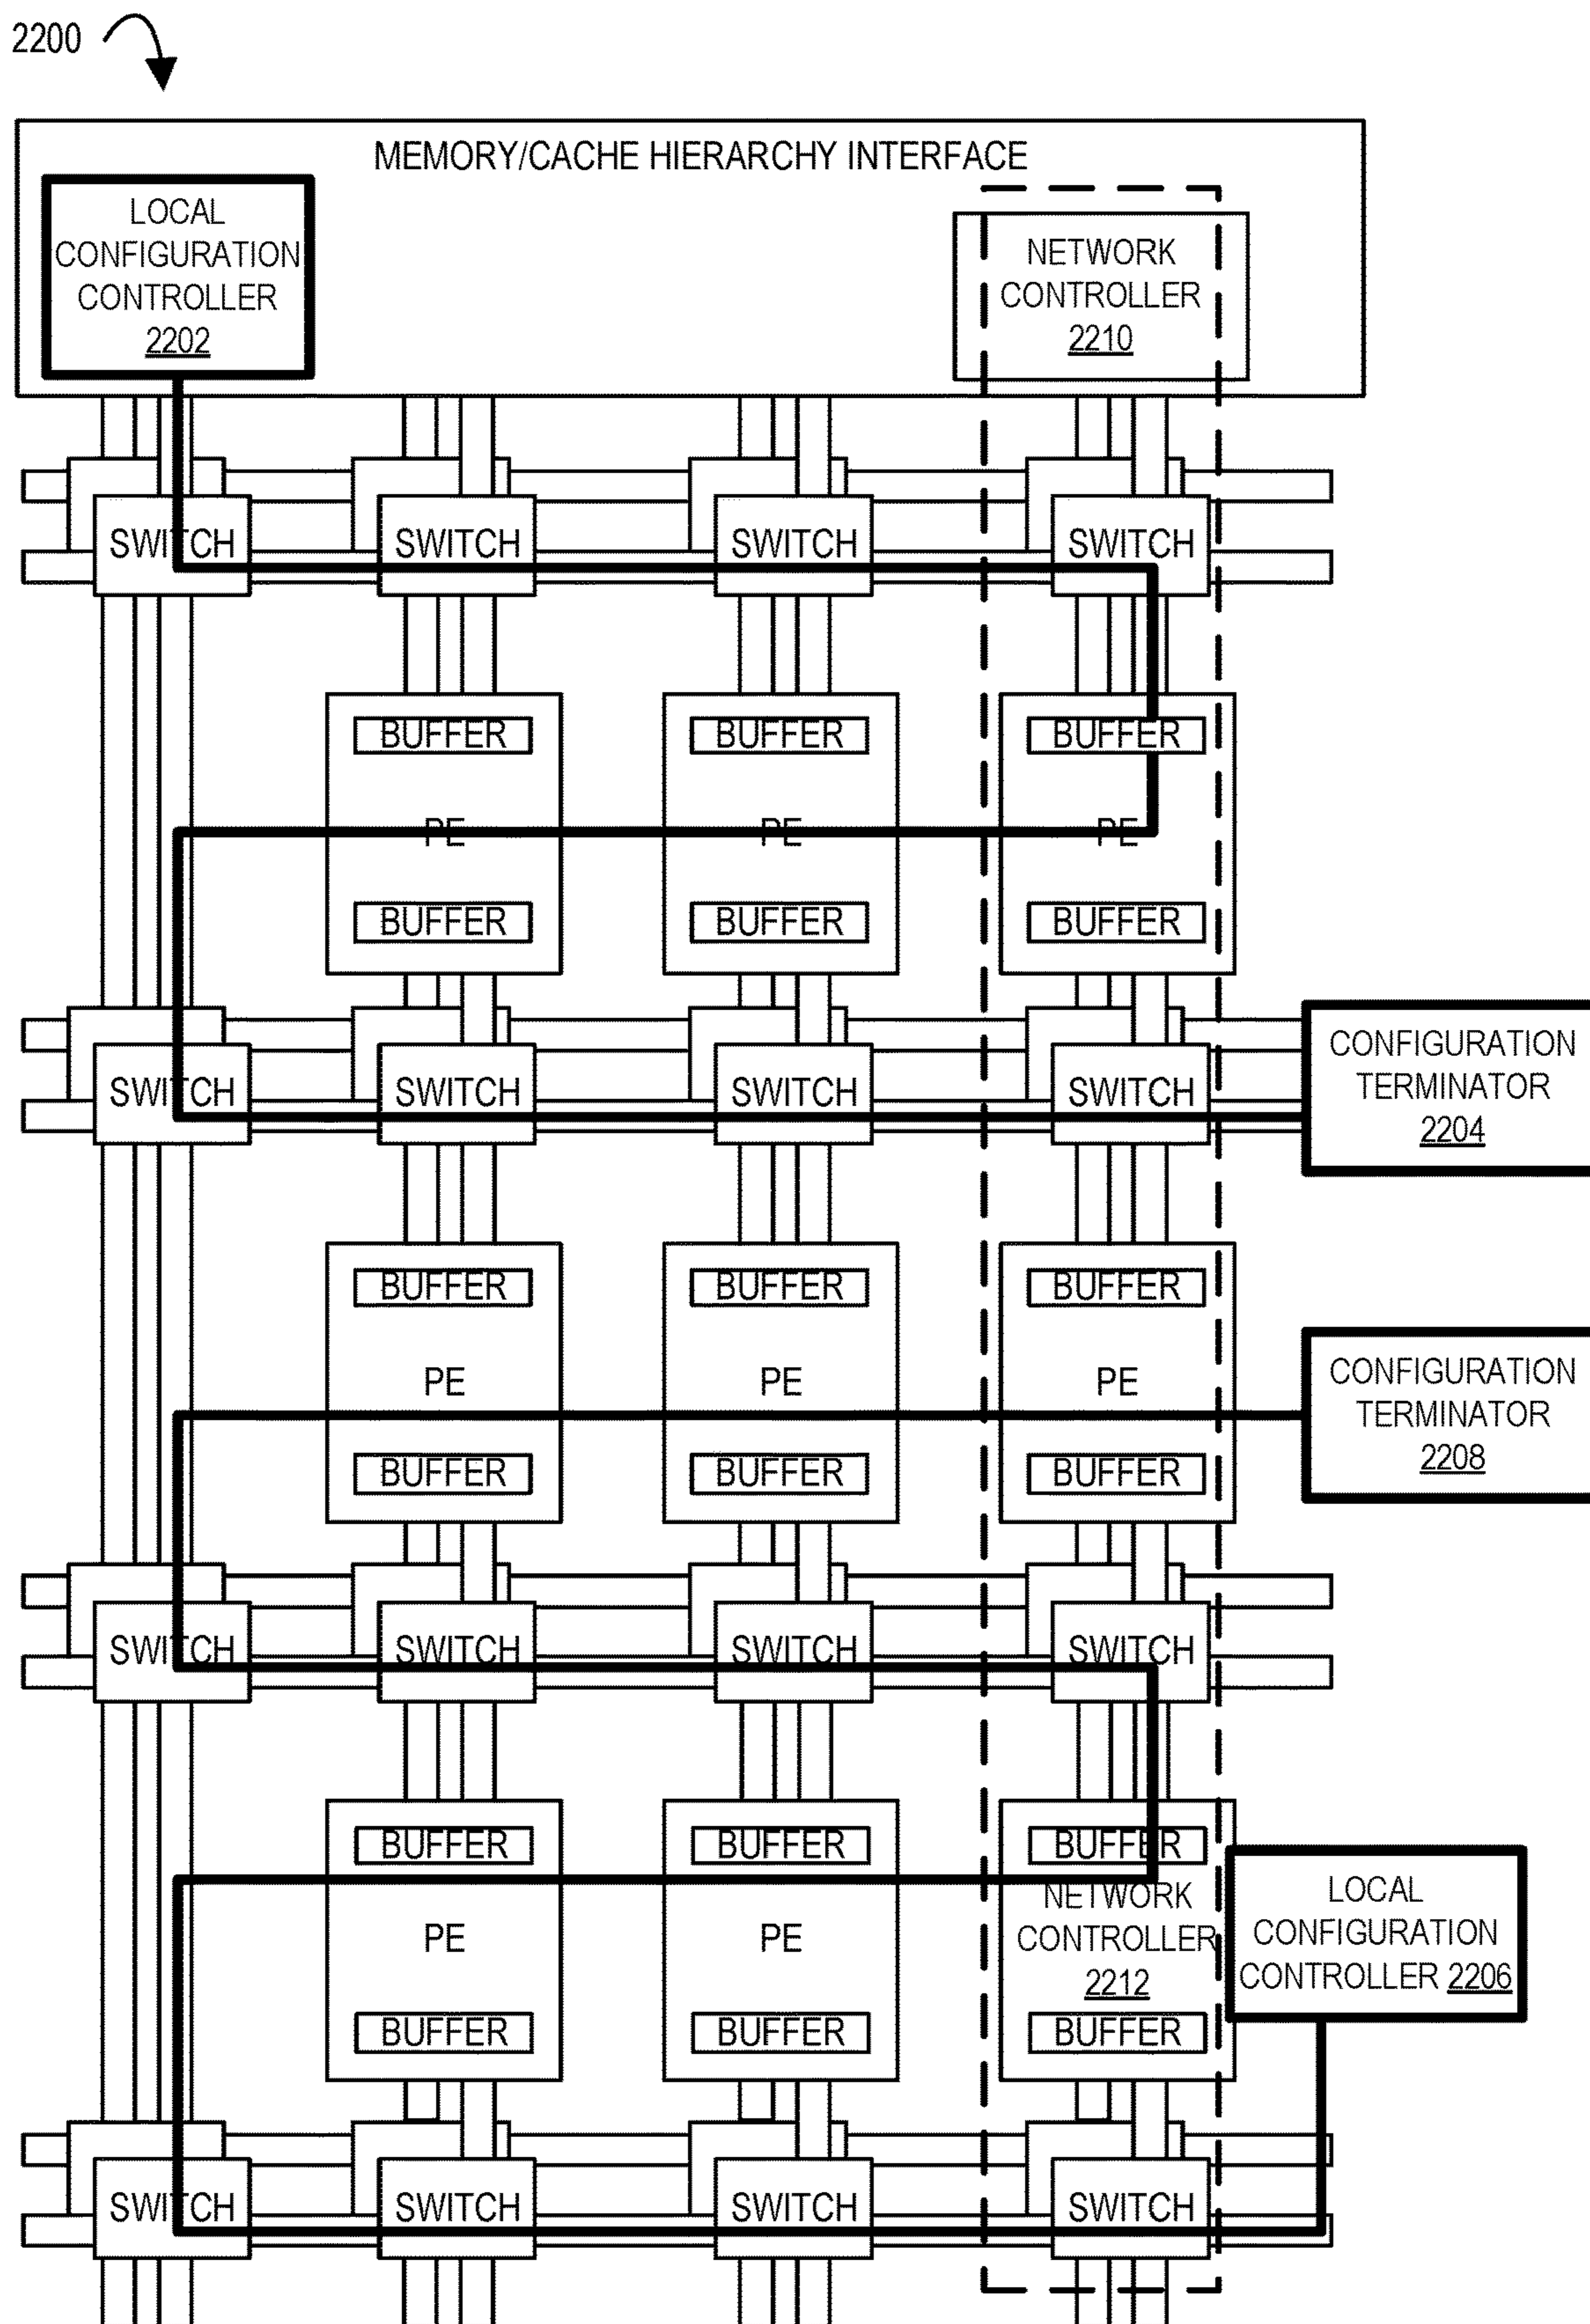 2200
MEMORY/CACHE HIERARCHY INTERFACE
LOCAL
CONFIGURATION
CONTROLLER
2202
NETWORK
CONTROLLER
2210
SWITCH SWITCH SWITCH SWITCH
BUFFER BUFFER BUFFER
PE PE PE
BUFFER BUFFER BUFFER
CONFIGURATION
TERMINATOR
2204
SWITCH SWITCH SWITCH SWITCH
BUFFER BUFFER BUFFER
PE PE PE
BUFFER BUFFER BUFFER
CONFIGURATION
TERMINATOR
2208
SWITCH SWITCH SWITCH SWITCH
BUFFER BUFFER BUFFER
PE PE
NETWORK
CONTROLLER
2212
BUFFER BUFFER BUFFER
LOCAL
CONFIGURATION
CONTROLLER 2206
SWITCH SWITCH SWITCH SWITCH